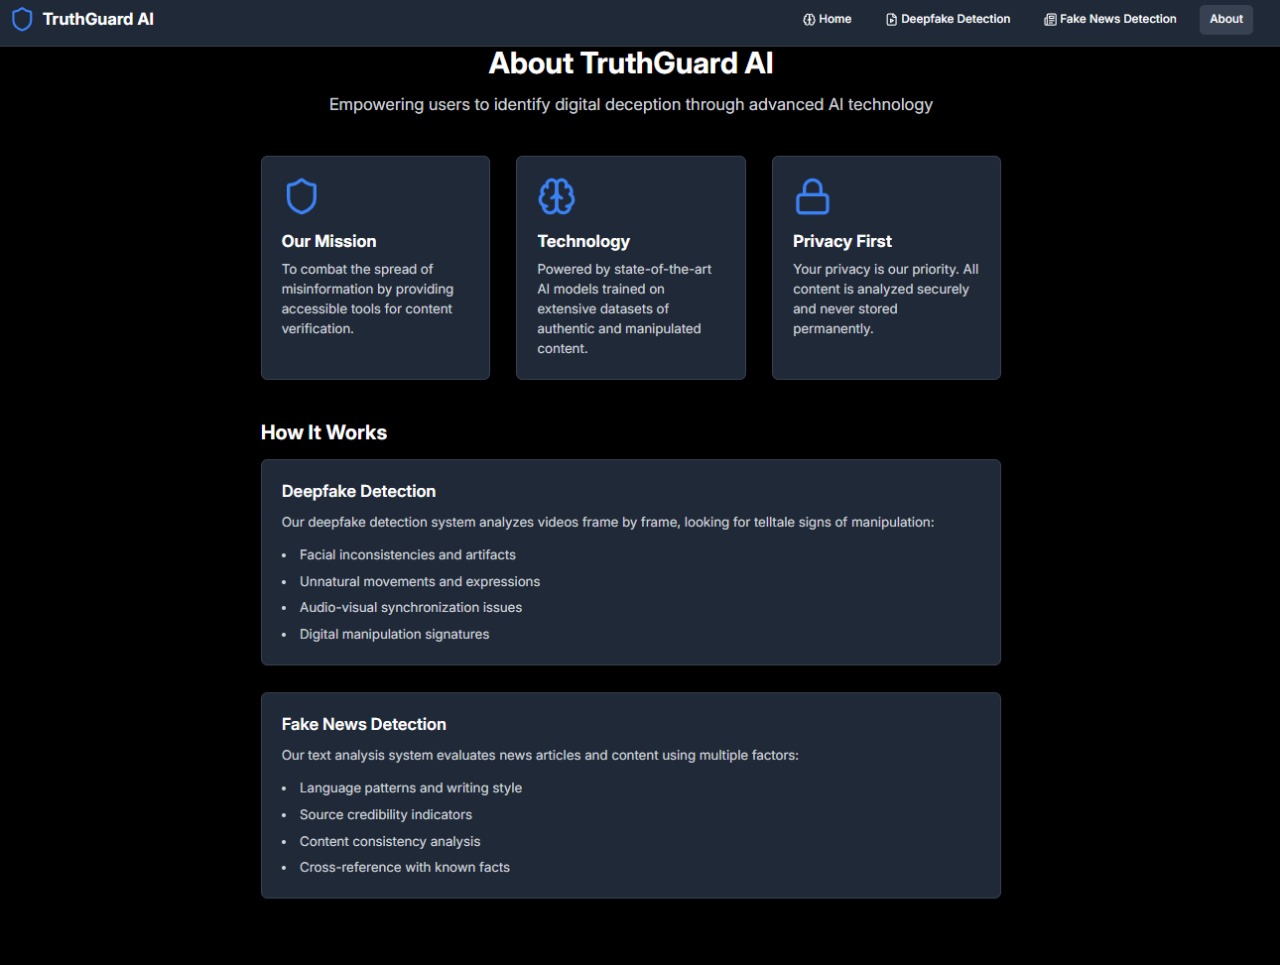 TruthGuard AI
Home
Deepfake Detection
Fake News Detection
About
About TruthGuard AI
Empowering users to identify digital deception through advanced AI technology
Our Mission
To combat the spread of
misinformation by providing
accessible tools for content
verification.
Technology
Powered by state-of-the-art
AI models trained on
extensive datasets of
authentic and manipulated
content.
Privacy First
Your privacy is our priority. All
content is analyzed securely
and never stored
permanently.
How It Works
Deepfake Detection
Our deepfake detection system analyzes videos frame by frame, looking for telltale signs of manipulation:
• Facial inconsistencies and artifacts
• Unnatural movements and expressions
• Audio-visual synchronization issues
• Digital manipulation signatures
Fake News Detection
Our text analysis system evaluates news articles and content using multiple factors:
• Language patterns and writing style
• Source credibility indicators
• Content consistency analysis
• Cross-reference with known facts